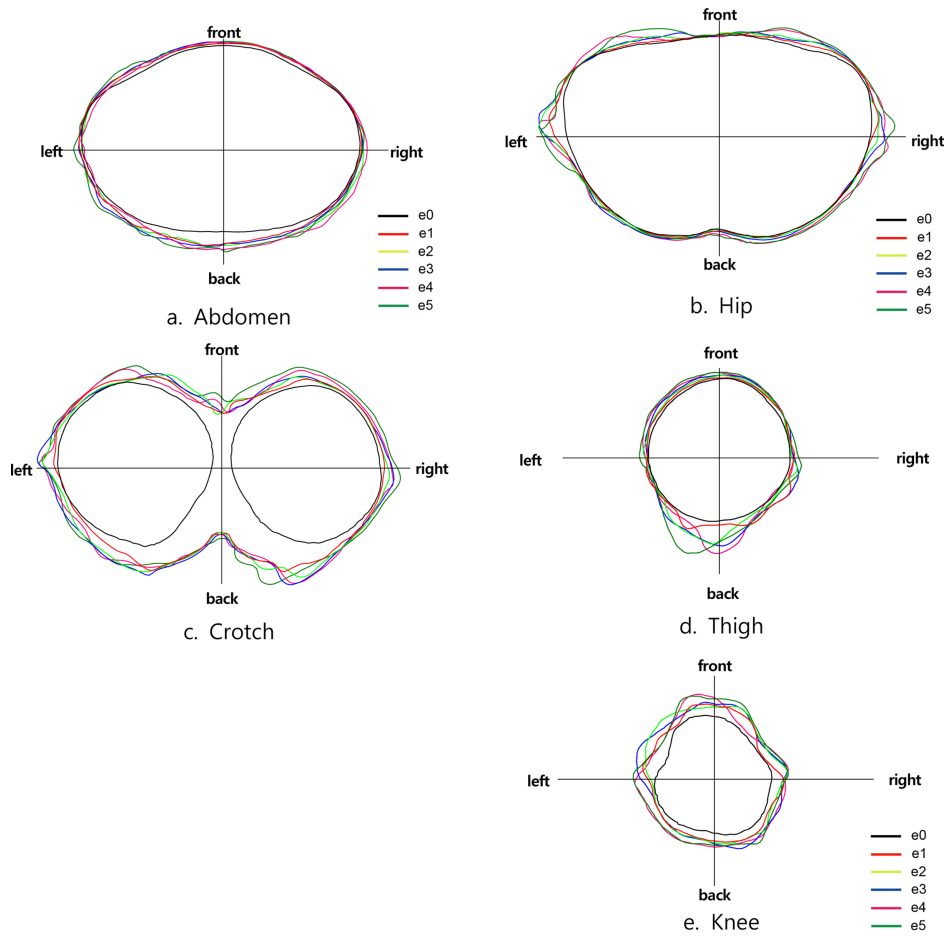 front
left
right
back
e0
e1
e2
e3
e4
e5
a. Abdomen
front
left
right
back
e0
e1
e2
e3
e4
e5
b. Hip
front
left
right
back
c. Crotch
front
left
right
back
d. Thigh
front
left
right
back
e0
e1
e2
e3
e4
e5
e. Knee